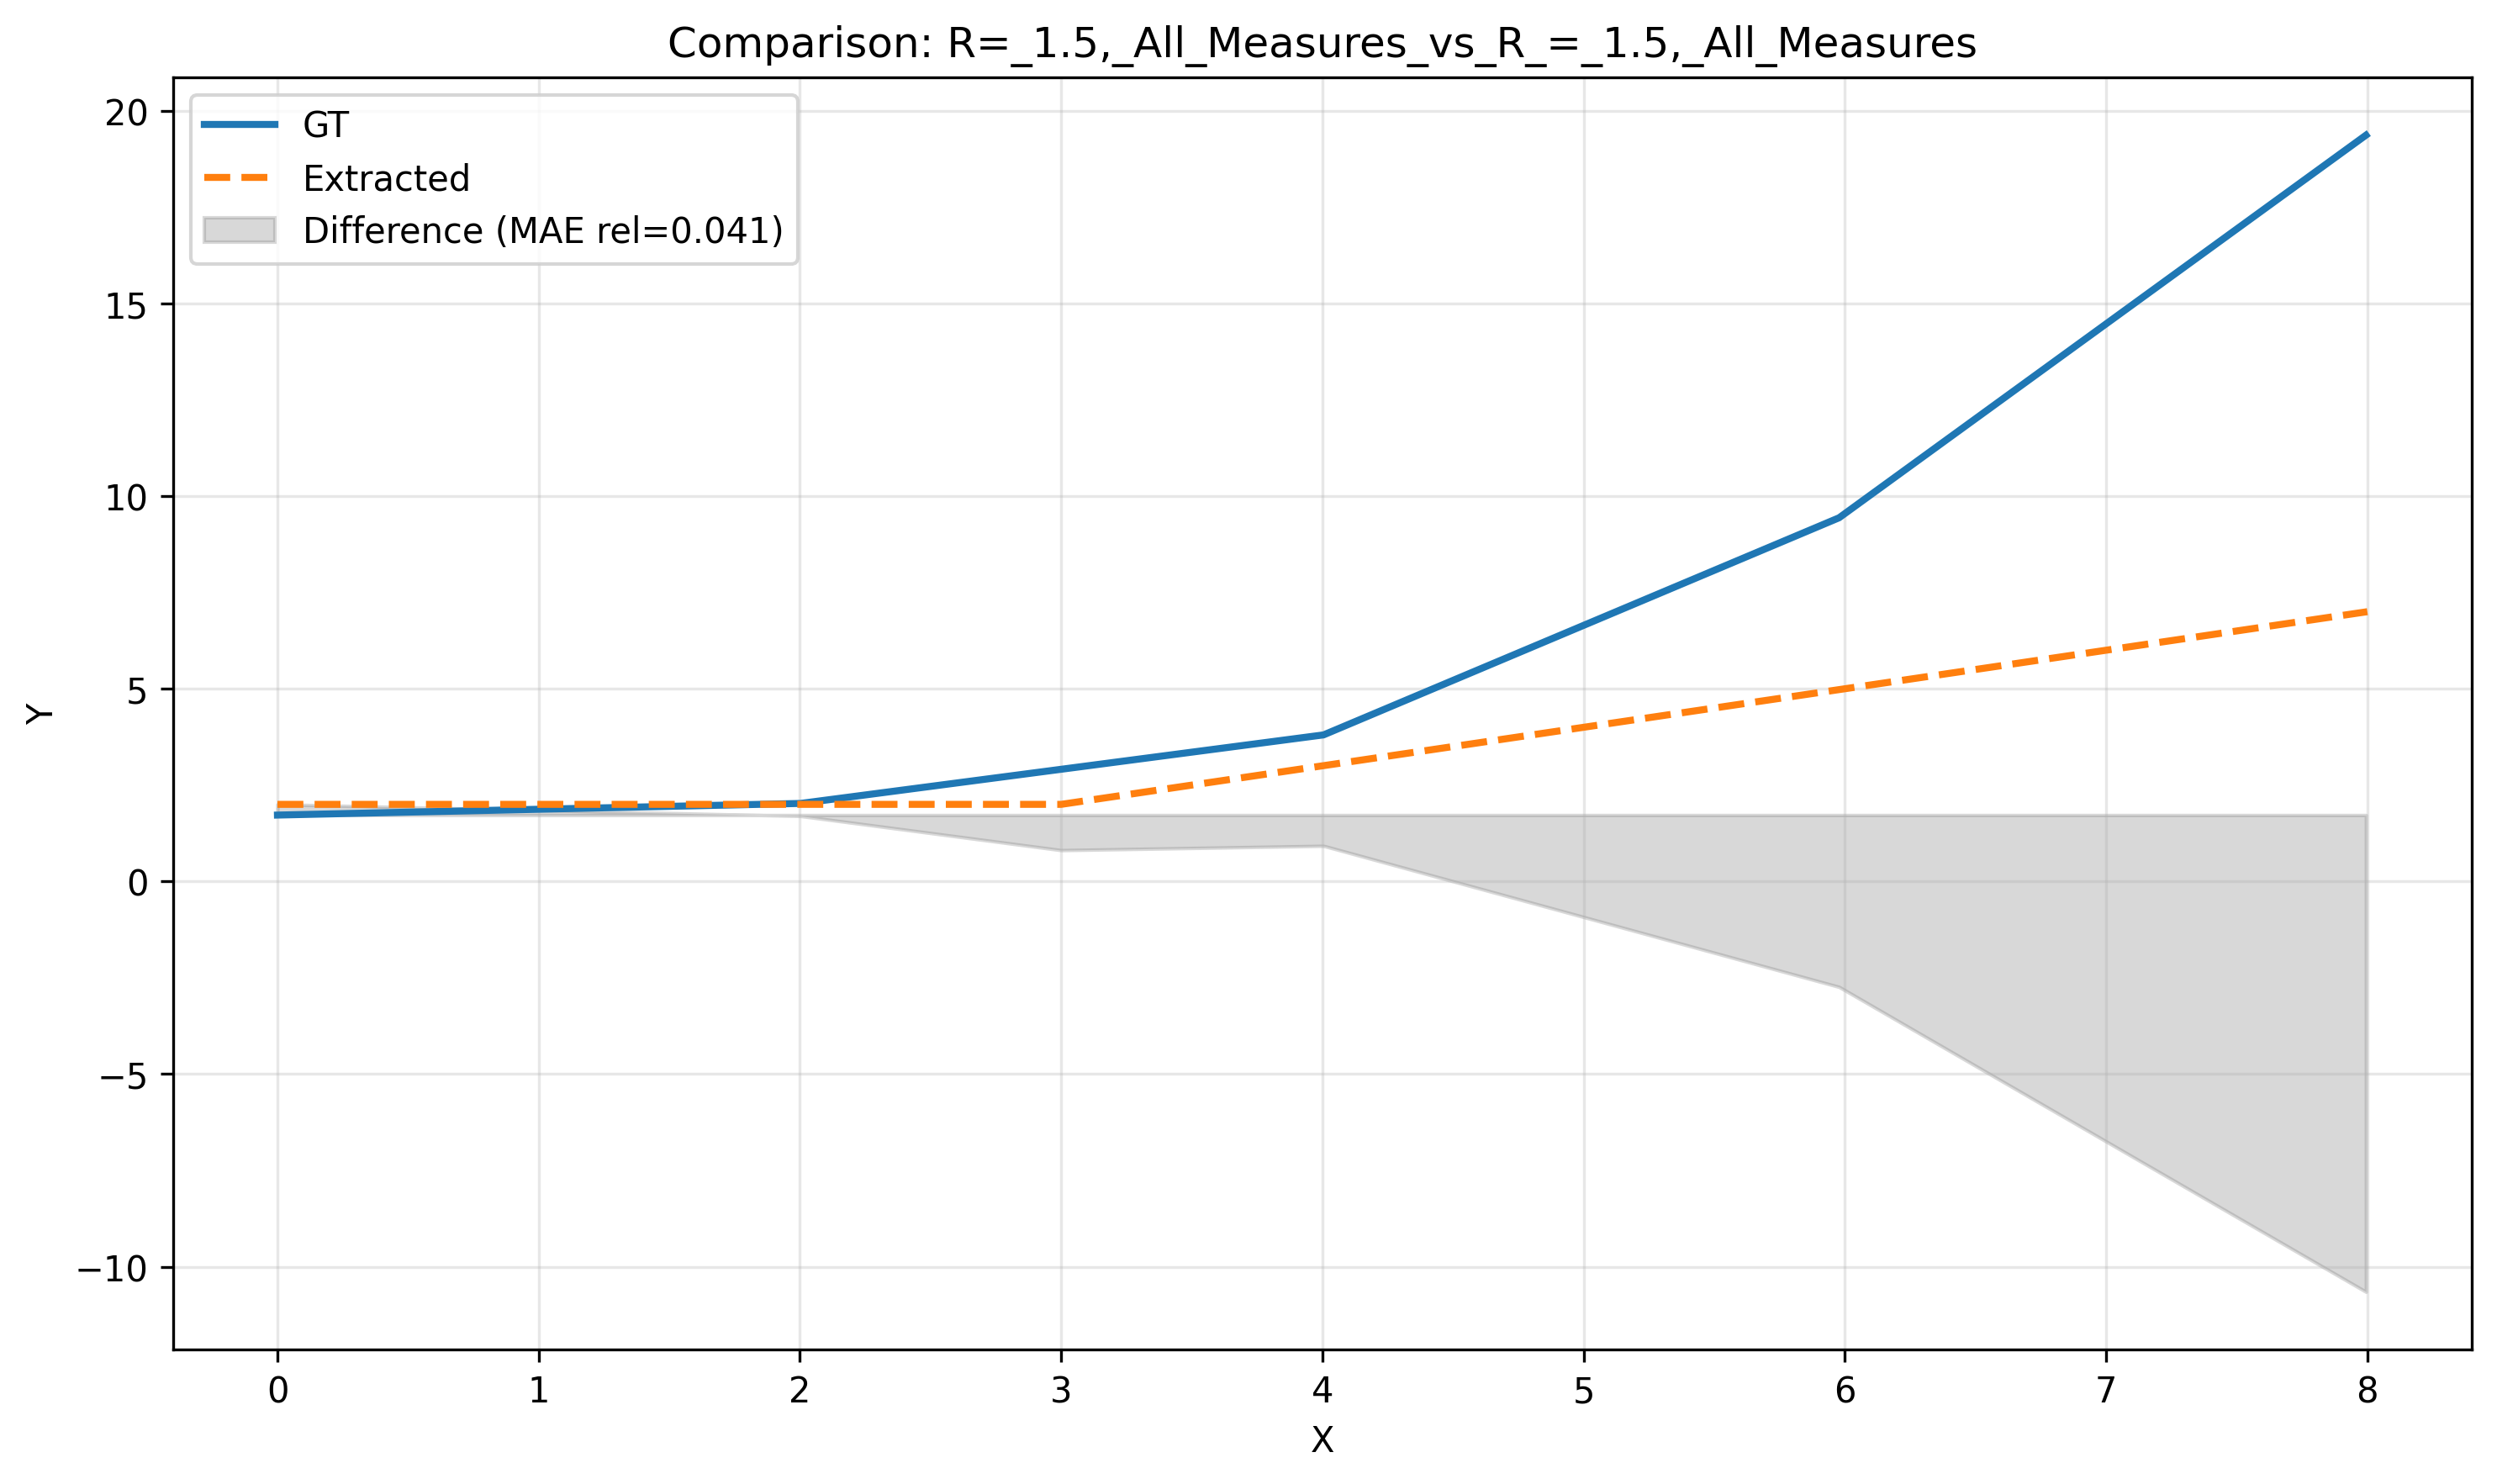 Comparison: R=_1.5,_All_Measures_vs_R_=_1.5,_All_Measures
GT
Extracted
Difference (MAE rel=0.041)
20
15
10
5
0
−5
−10
Y
0 1 2 3 4 5 6 7 8
X